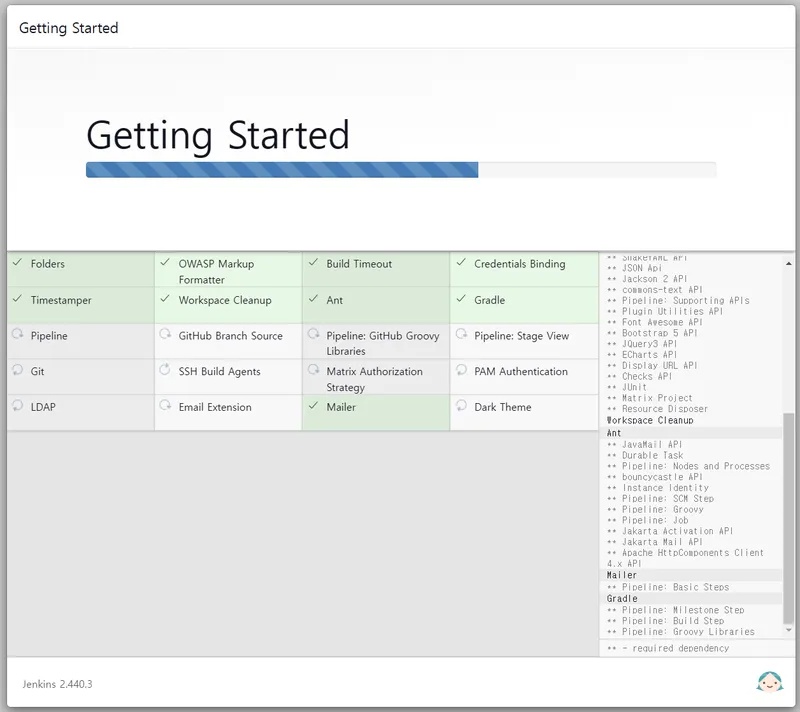 Getting Started
Getting Started
Folders
OWASP Markup
Formatter
Build Timeout
Credentials Binding
Timestamper
Workspace Cleanup
Ant
Gradle
Pipeline
GitHub Branch Source
Pipeline: GitHub Groovy
Libraries
Pipeline: Stage View
Git
SSH Build Agents
Matrix Authorization
Strategy
PAM Authentication
LDAP
Email Extension
Mailer
Dark Theme
** SnakeYAML API
** JSON Api
** Jackson 2 API
** commons-text API
** Pipeline: Supporting APIs
** Plugin Utilities API
** Font Awesome API
** Bootstrap 5 API
** JQuery3 API
** ECharts API
** Display URL API
** Checks API
** JUnit
** Matrix Project
** Resource Disposer
Workspace Cleanup
Ant
** JavaMail API
** Durable Task
** Pipeline: Nodes and Processes
** bouncycastle API
** Instance Identity
** Pipeline: SCM Step
** Pipeline: Groovy
** Pipeline: Job
** Jakarta Activation API
** Jakarta Mail API
** Apache HttpComponents Client
4.x API
Mailer
** Pipeline: Basic Steps
Gradle
** Pipeline: Milestone Step
** Pipeline: Build Step
** Pipeline: Groovy Libraries
** - required dependency
Jenkins 2.440.3